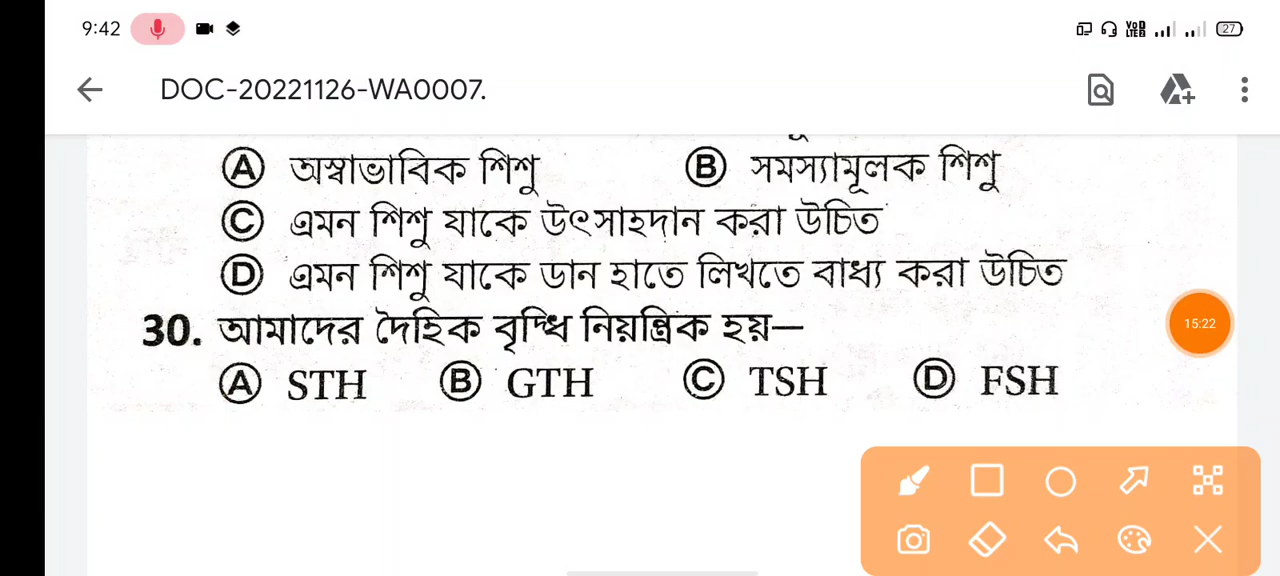 9:42 27
DOC-20221126-WA0007.
Ⓐ অস্বাভাবিক শিশু Ⓑ সমস্যামূলক শিশু
Ⓒ এমন শিশু যাকে উৎসাহদান করা উচিত
Ⓓ এমন শিশু যাকে ডান হাতে লিখতে বাধ্য করা উচিত
30. আমাদের দৈহিক বৃদ্ধি নিয়ন্ত্রিক হয়—
Ⓐ STH Ⓑ GTH Ⓒ TSH Ⓓ FSH
15:22